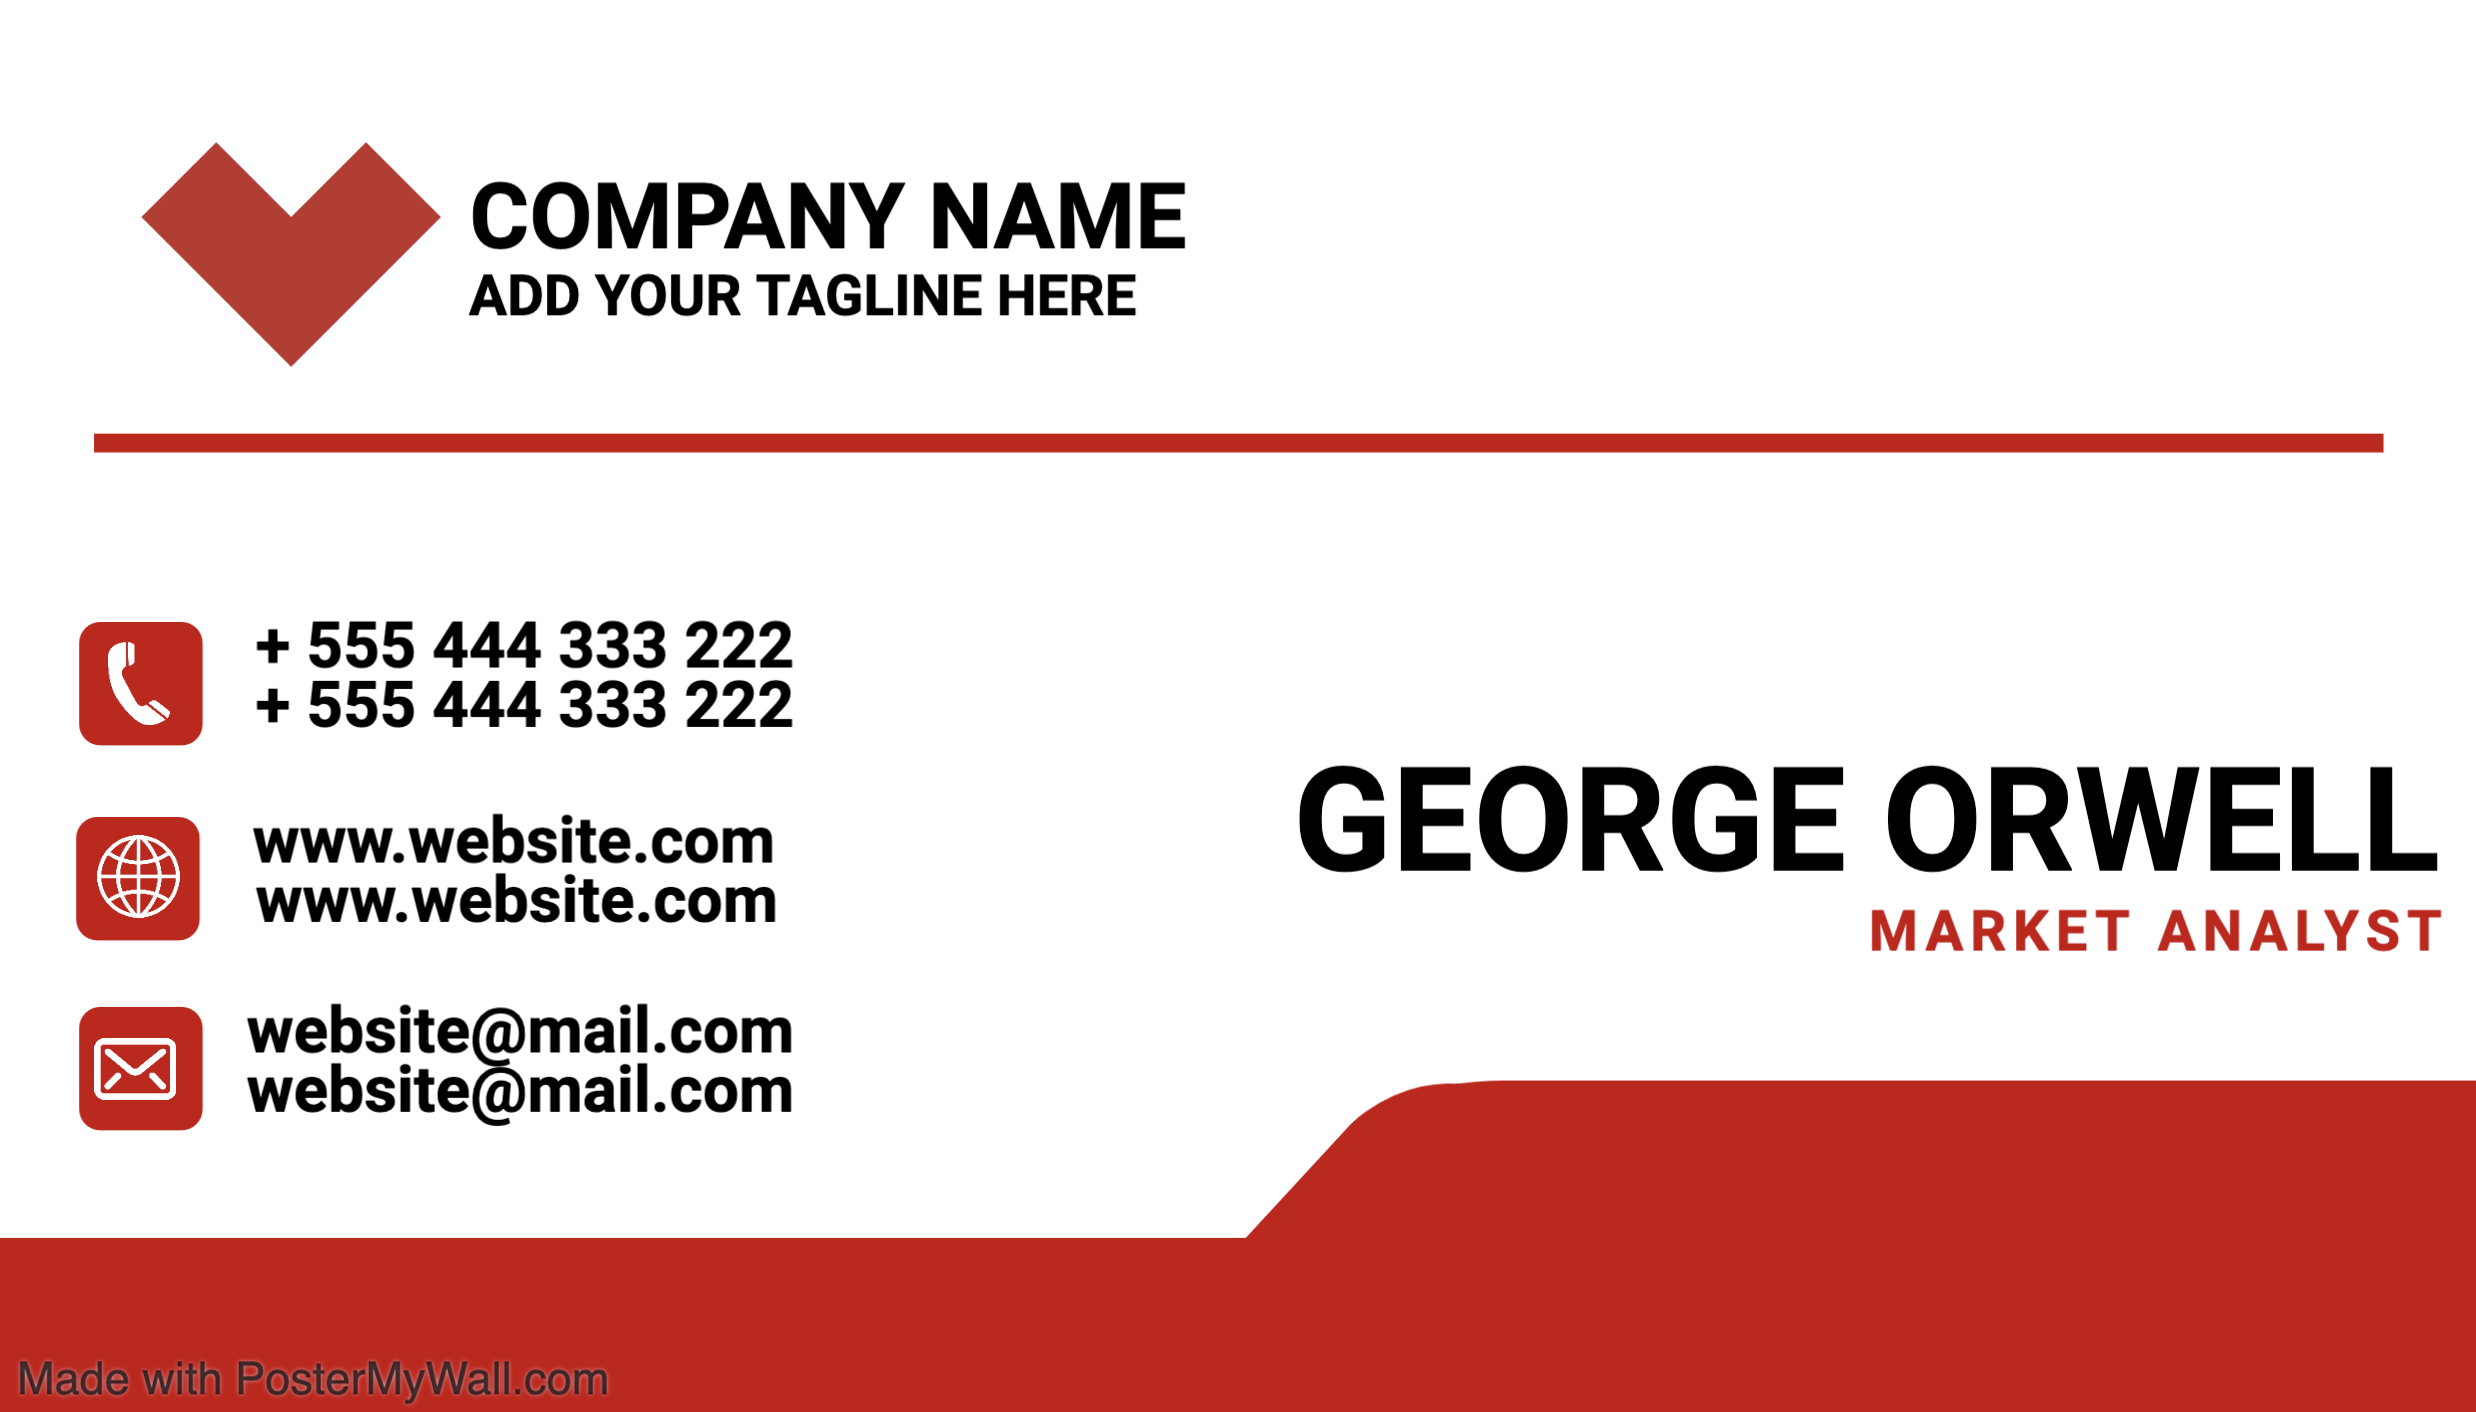 COMPANY NAME
ADD YOUR TAGLINE HERE
+ 555 444 333 222
+ 555 444 333 222
www.website.com
www.website.com
website@mail.com
website@mail.com
GEORGE ORWELL
MARKET ANALYST
Made with PosterMyWall.com